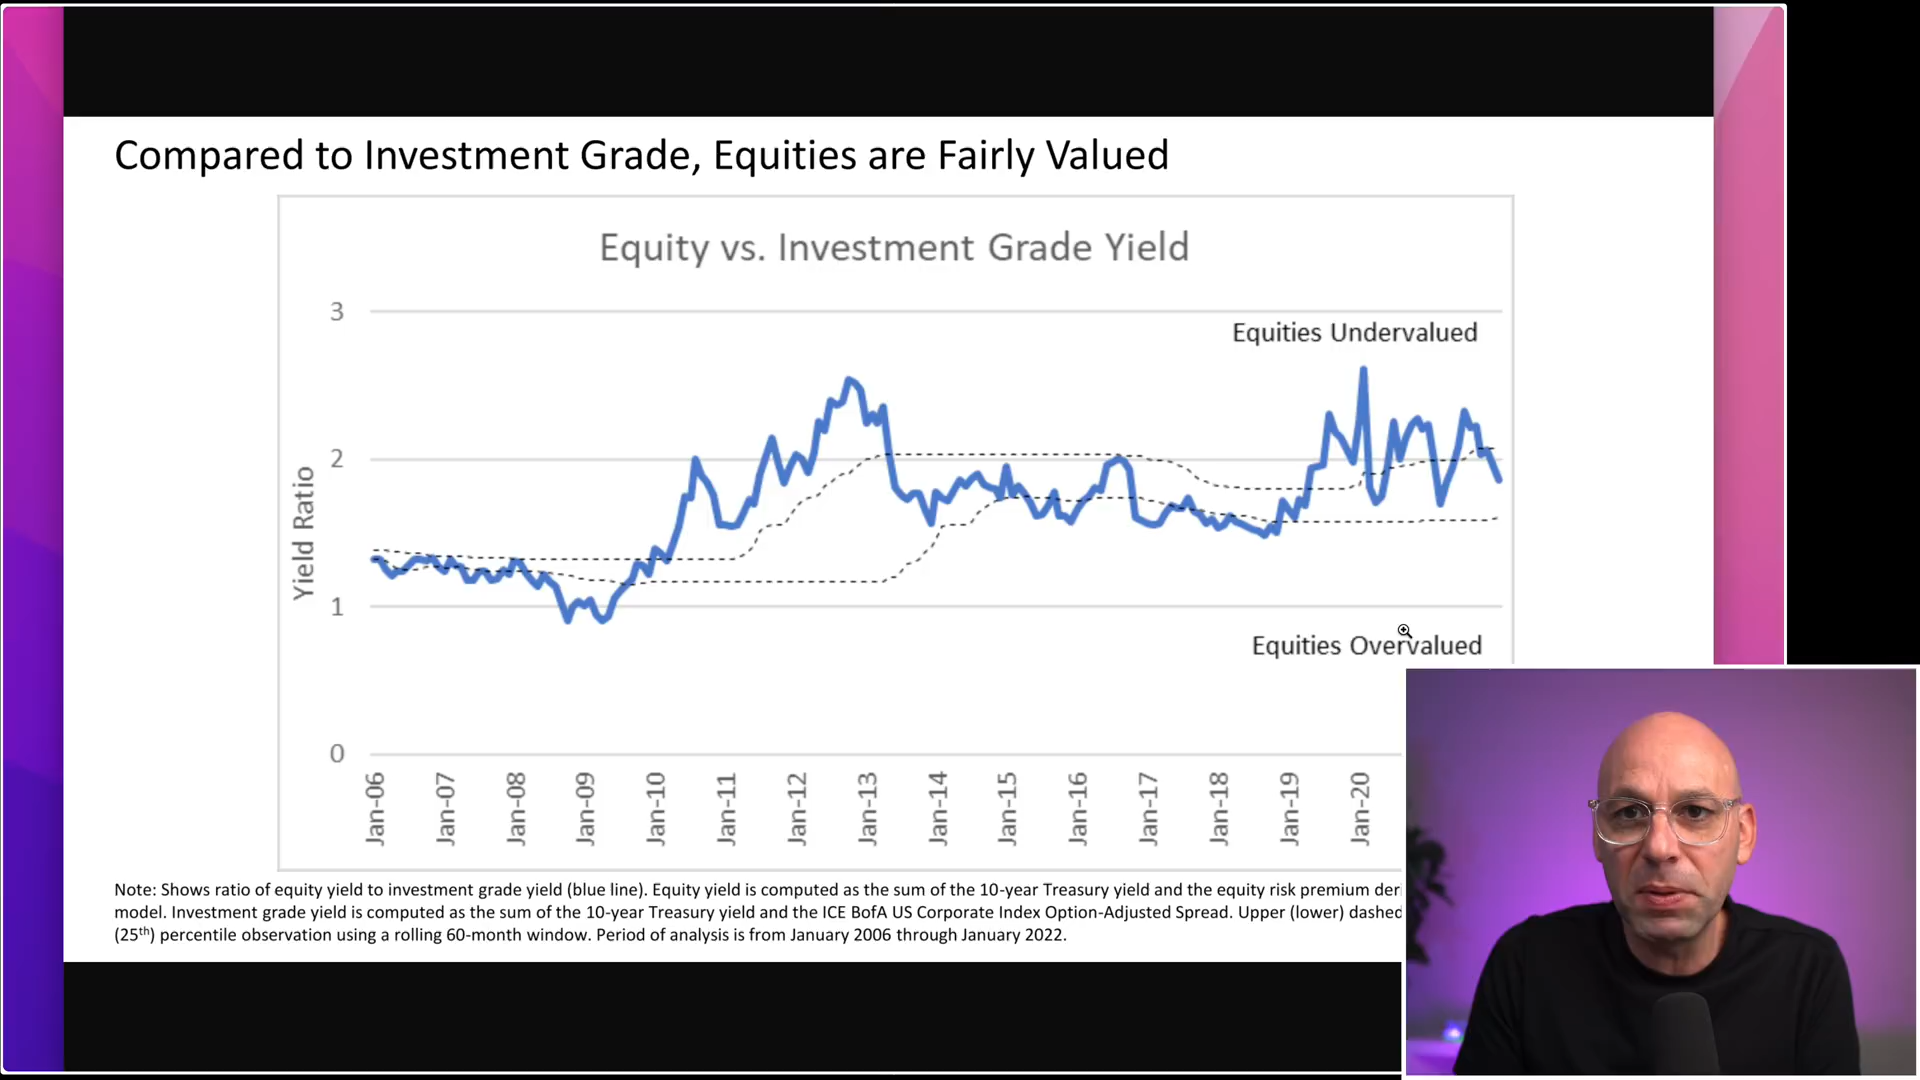 Compared to Investment Grade, Equities are Fairly Valued
Equity vs. Investment Grade Yield
3
Equities Undervalued
2
Yield Ratio
1
Equities Overvalued
0
Jan-06
Jan-07
Jan-08
Jan-09
Jan-10
Jan-11
Jan-12
Jan-13
Jan-14
Jan-15
Jan-16
Jan-17
Jan-18
Jan-19
Jan-20
Note: Shows ratio of equity yield to investment grade yield (blue line). Equity yield is computed as the sum of the 10-year Treasury yield and the equity risk premium
model. Investment grade yield is computed as the sum of the 10-year Treasury yield and the ICE BofA US Corporate Index Option-Adjusted Spread. Upper (lower) dashed
(25th) percentile observation using a rolling 60-month window. Period of analysis is from January 2006 through January 2022.